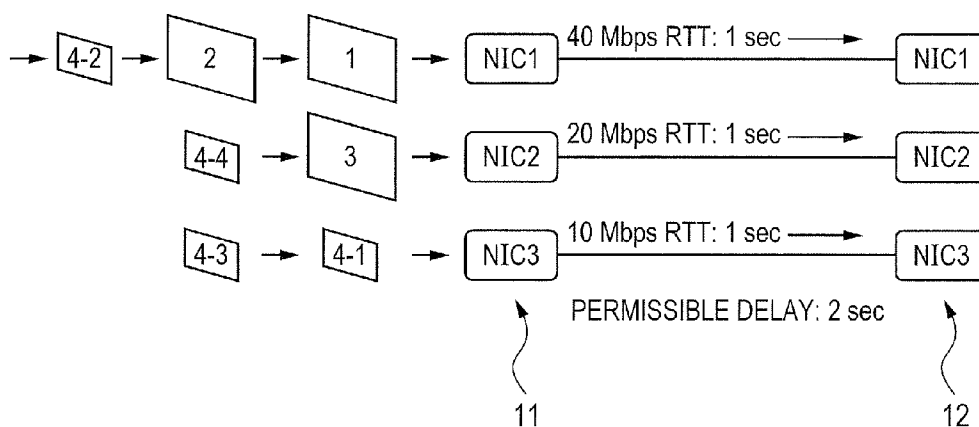 4-2 2 1 NIC1 40 Mbps RTT: 1 sec NIC1
4-4 3 NIC2 20 Mbps RTT: 1 sec NIC2
4-3 4-1 NIC3 10 Mbps RTT: 1 sec NIC3
PERMISSIBLE DELAY: 2 sec
11 12